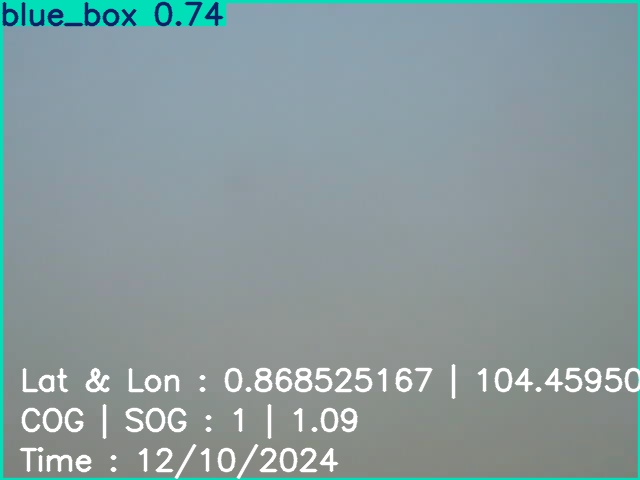 blue_box 0.74
Lat & Lon : 0.868525167 | 104.45950
COG | SOG : 1 | 1.09
Time : 12/10/2024